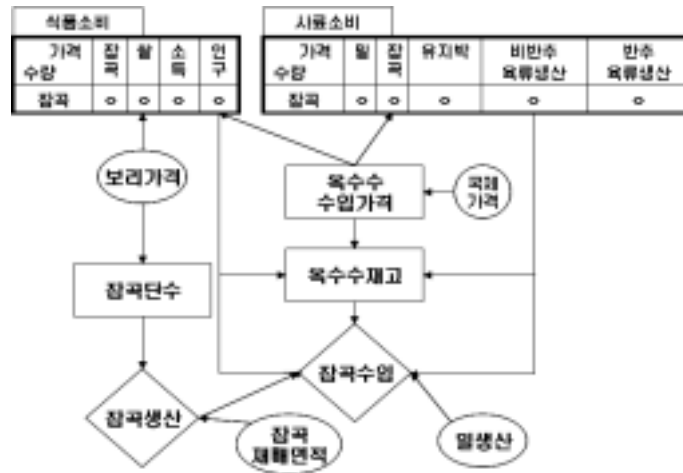 식품소비
가격
수량
잡곡
쌀
소득
인구
잡곡 o o o o
사료소비
가격
수량
밀
잡곡
유지박
비반추
육류생산
반추
육류생산
잡곡 o o o o o
보리가격
옥수수
수입가격
국제
가격
잡곡단수
옥수수재고
잡곡생산
잡곡수입
잡곡
재배면적
밀생산